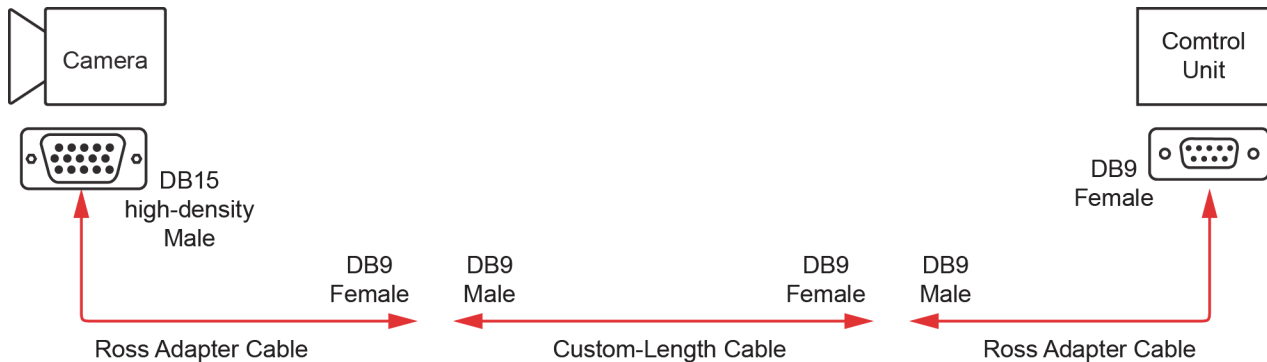 Camera
Comtrol
Unit
DB15
high-density
Male
DB9
Female
DB9
Female
DB9
Male
DB9
Female
DB9
Male
Ross Adapter Cable
Custom-Length Cable
Ross Adapter Cable